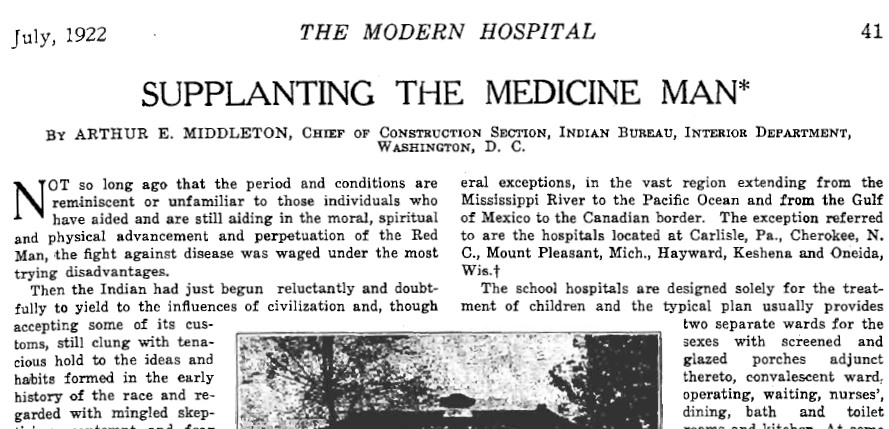 July, 1922
THE MODERN HOSPITAL
41
SUPPLANTING THE MEDICINE MAN*
BY ARTHUR E. MIDDLETON, CHIEF OF CONSTRUCTION SECTION, INDIAN BUREAU, INTERIOR DEPARTMENT,
WASHINGTON, D. C.
NOT so long ago that the period and conditions are
reminiscent or unfamiliar to those individuals who
have aided and are still aiding in the moral, spiritual
and physical advancement and perpetuation of the Red
Man, the fight against disease was waged under the most
trying disadvantages.
Then the Indian had just begun reluctantly and doubt-
fully to yield to the influences of civilization and, though
accepting some of its cus-
toms, still clung with tena-
cious hold to the ideas and
habits formed in the early
history of the race and re-
garded with mingled skep-
eral exceptions, in the vast region extending from the
Mississippi River to the Pacific Ocean and from the Gulf
of Mexico to the Canadian border. The exception referred
to are the hospitals located at Carlisle, Pa., Cherokee, N.
C., Mount Pleasant, Mich., Hayward, Keshena and Oneida,
Wis.†
The school hospitals are designed solely for the treat-
ment of children and the typical plan usually provides
two separate wards for the
sexes with screened and
glazed porches adjunct
thereto, convalescent ward,
operating, waiting, nurses',
dining, bath and toilet